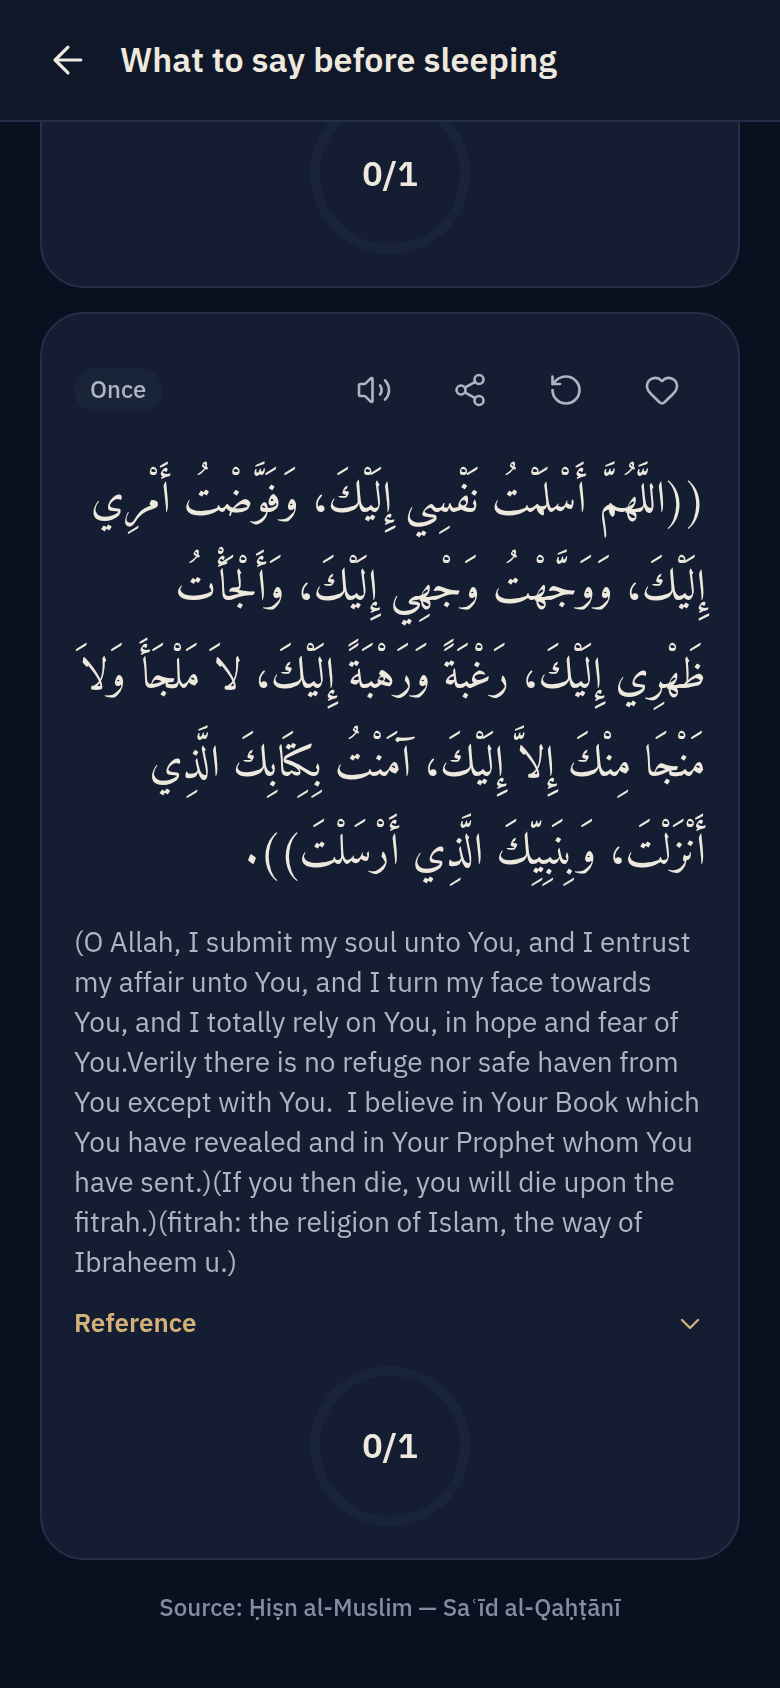 What to say before sleeping
0/1
Once
((اللَّهُمَّ أَسْلَمْتُ نَفْسِي إِلَيْكَ، وَفَوَّضْتُ أَمْرِي
إِلَيْكَ، وَوَجَّهْتُ وَجْهِي إِلَيْكَ، وَأَلْجَأْتُ
ظَهْرِي إِلَيْكَ، رَغْبَةً وَرَهْبَةً إِلَيْكَ، لاَ مَلْجَأَ وَلاَ
مَنْجَا مِنْكَ إِلاَّ إِلَيْكَ، آمَنْتُ بِكِتَابِكَ الَّذِي
أَنْزَلْتَ، وَبِنَبِيِّكَ الَّذِي أَرْسَلْتَ)).
(O Allah, I submit my soul unto You, and I entrust
my affair unto You, and I turn my face towards
You, and I totally rely on You, in hope and fear of
You.Verily there is no refuge nor safe haven from
You except with You.  I believe in Your Book which
You have revealed and in Your Prophet whom You
have sent.)(If you then die, you will die upon the
fitrah.)(fitrah: the religion of Islam, the way of
Ibraheem u.)
Reference
0/1
Source: Ḥiṣn al-Muslim — Saʿīd al-Qaḥṭānī